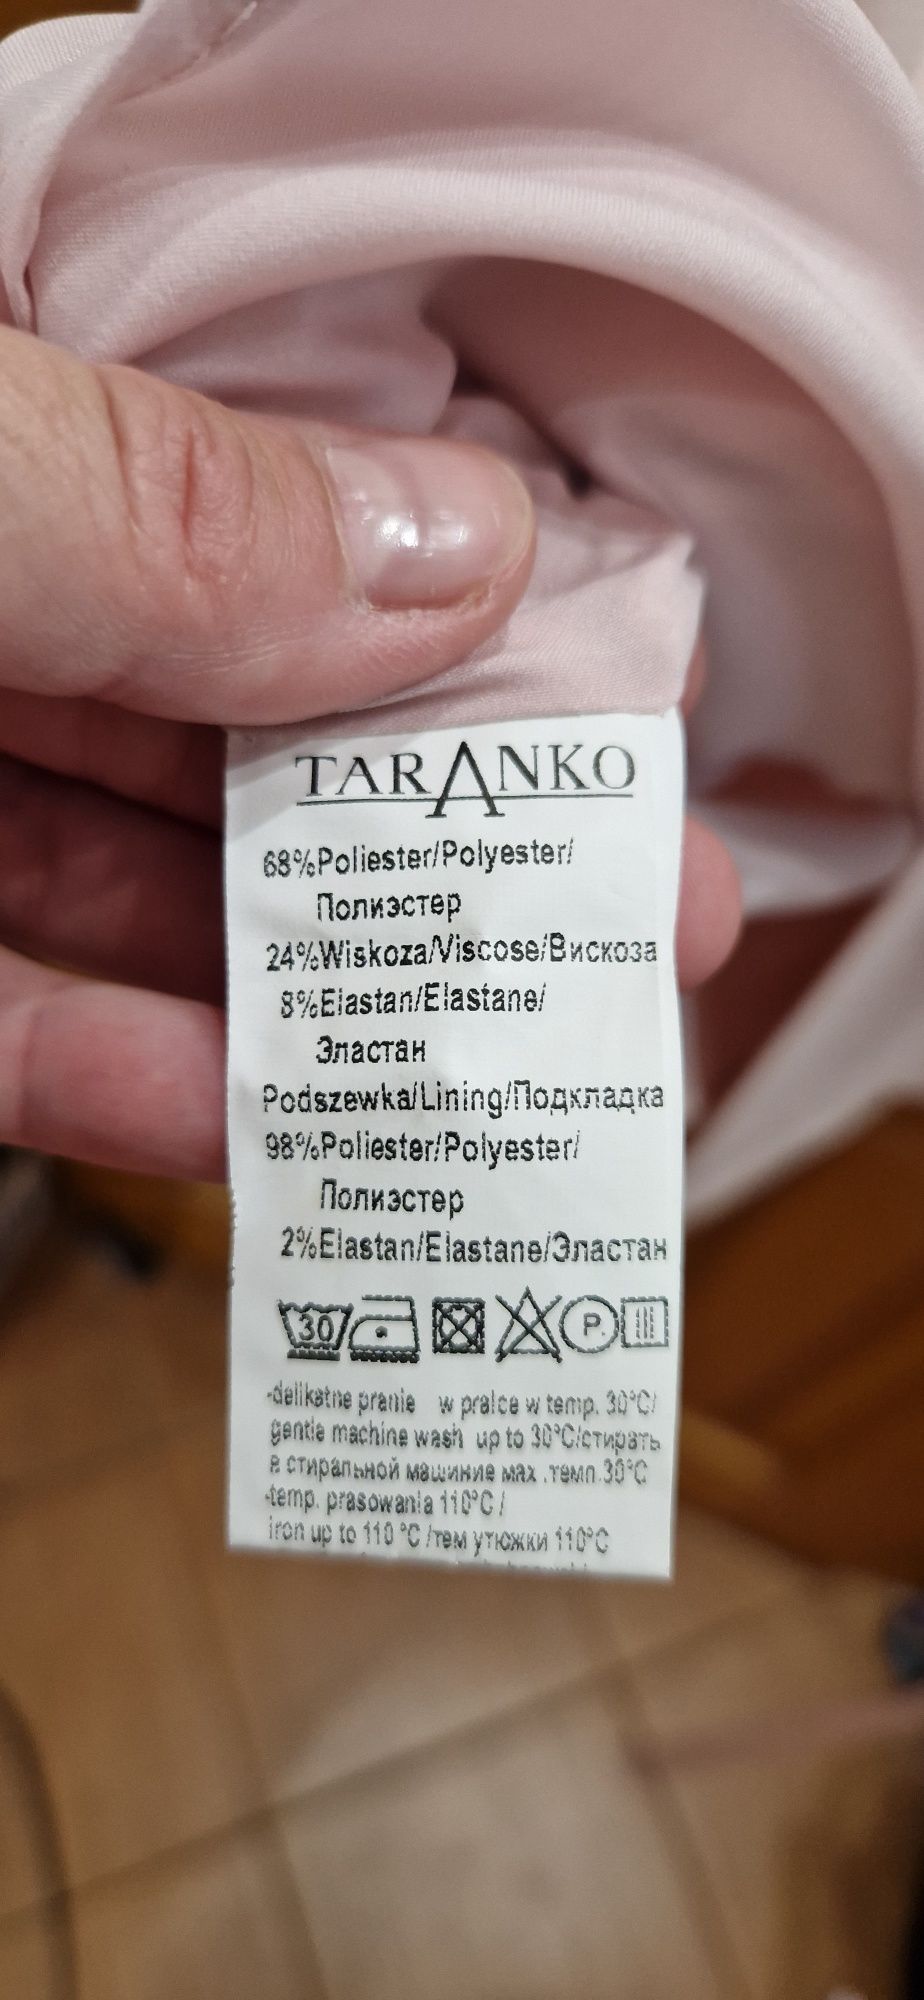 TARANKO
68%Poliester/Polyester/
Полиэстер
24%Wiskoza/Viscose/Вискоза
8%Elastan/Elastane/
Эластан
Podszewka/Lining/Подкладка
98%Poliester/Polyester/
Полиэстер
2%Elastan/Elastane/Эластан
30 P
-delikatne pranie w pralce w temp. 30°C/
gentle machine wash up to 30°C/стирать
в стиральной машиние мах .темп.30°C
-temp. prasowania 110°C /
iron up to 110 °C /тем утюжки 110°C